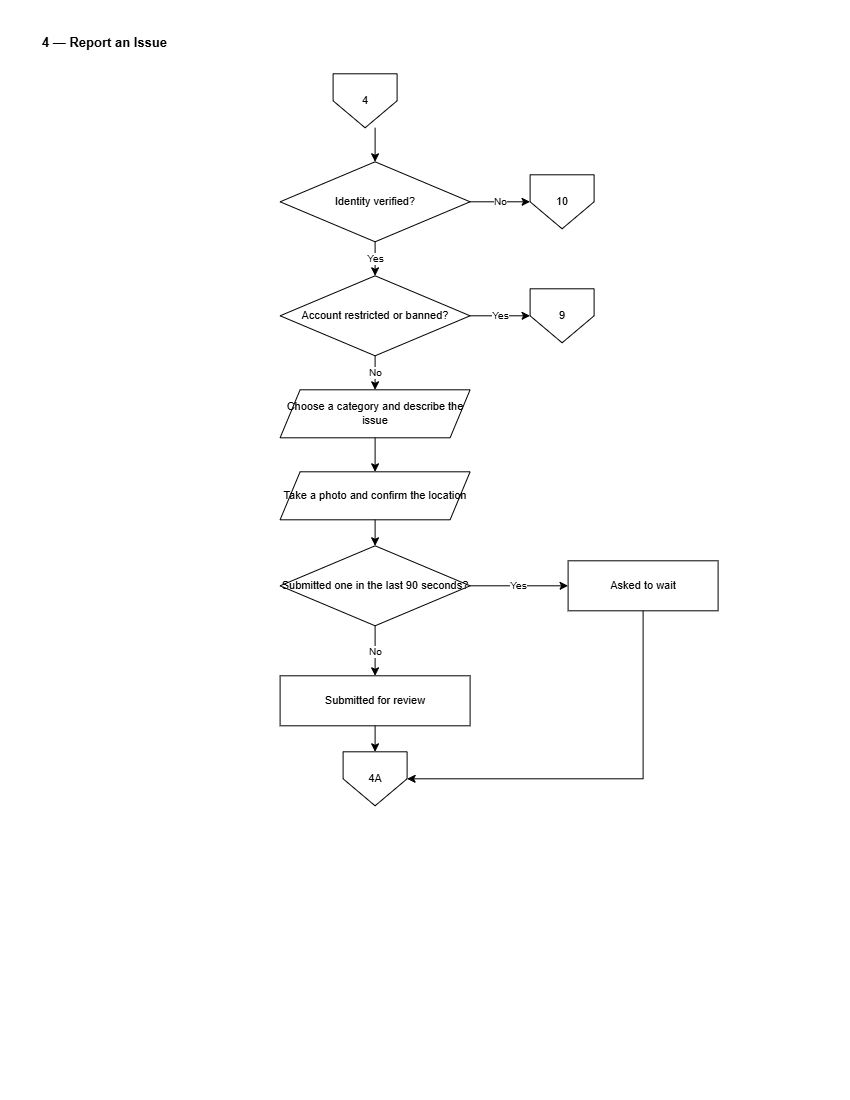 4 — Report an Issue
4
Identity verified?
No
10
Yes
Account restricted or banned?
Yes
9
No
Choose a category and describe the
issue
Take a photo and confirm the location
Submitted one in the last 90 seconds?
Yes
Asked to wait
No
Submitted for review
4A